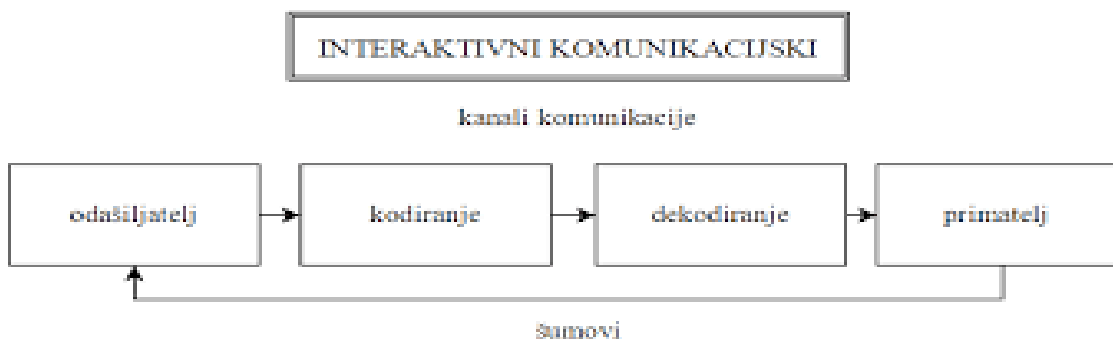 INTERAKTIVNI KOMUNIKACIJSKI
kanali komunikacije
odašiljatelj
kodiranje
dekodiranje
primatelj
šumovi